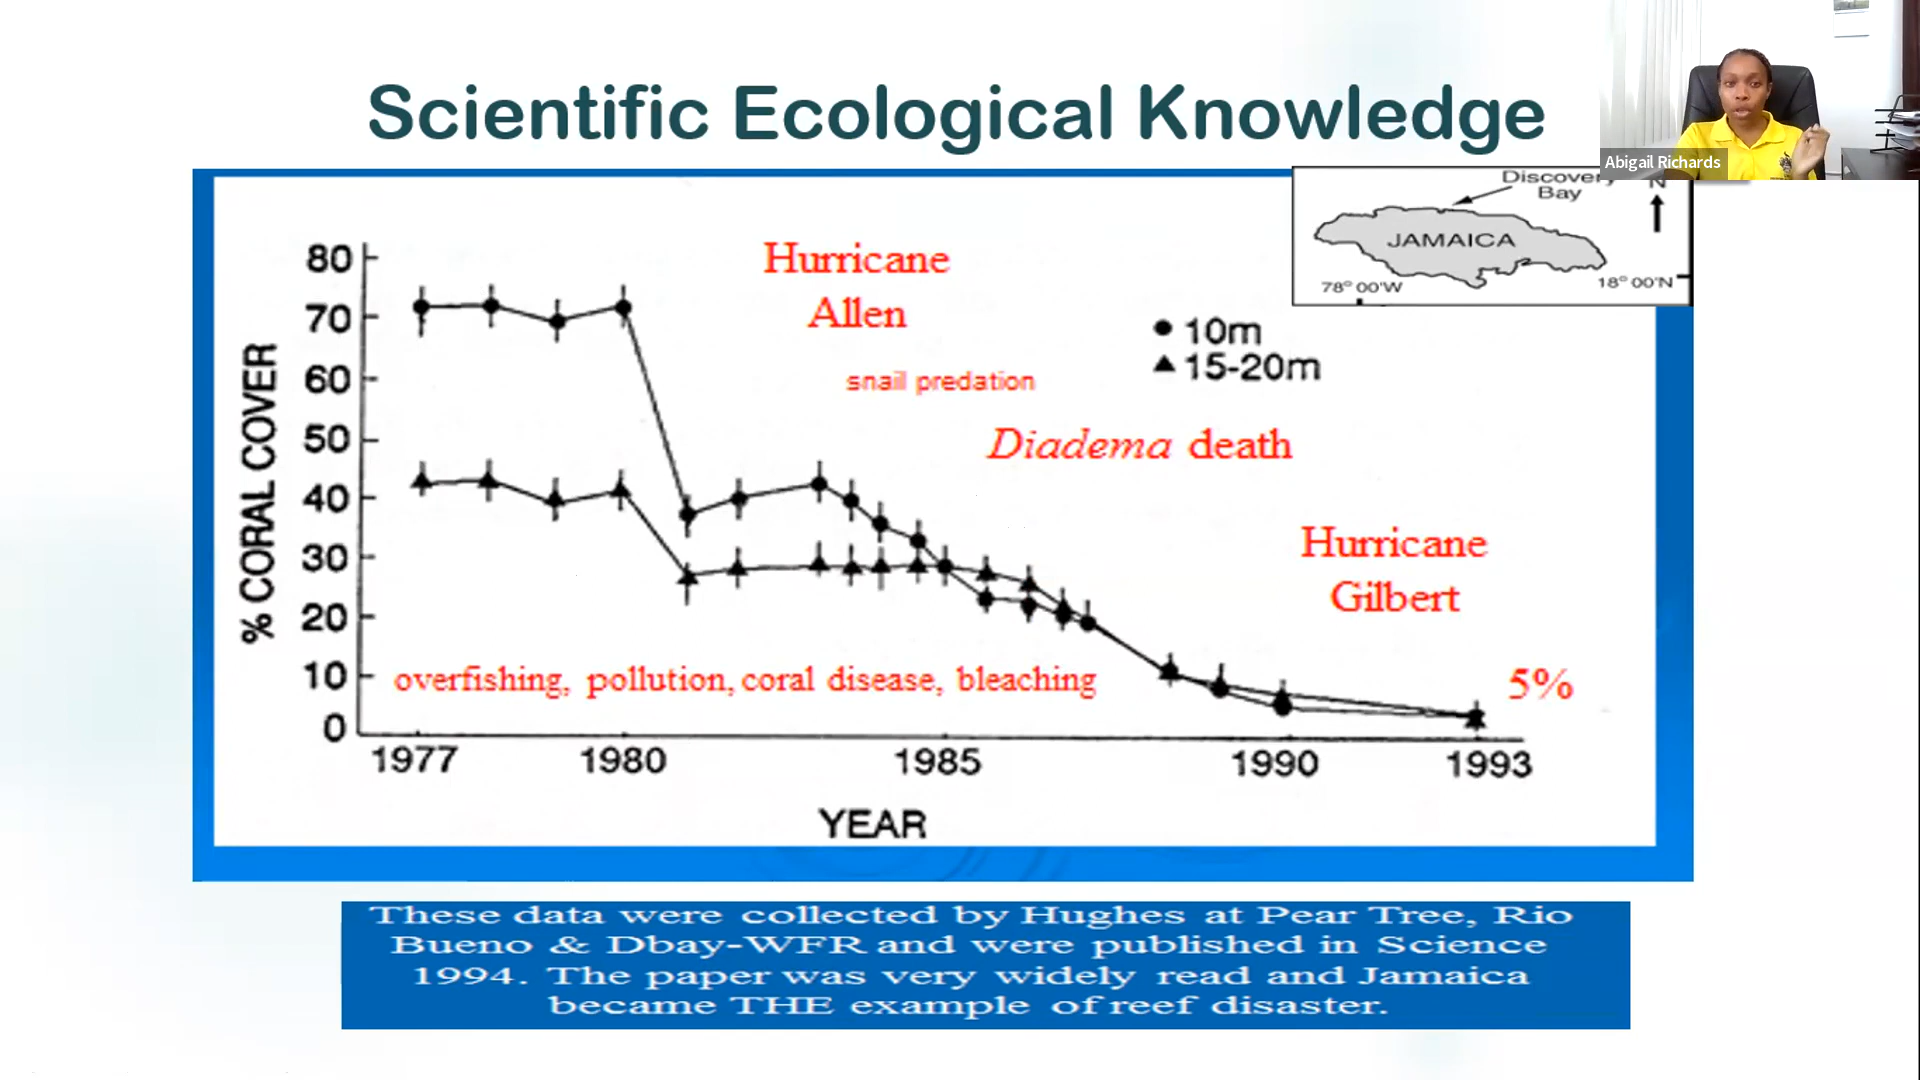 Scientific Ecological Knowledge
Abigail Richards
Discovery
Bay
N
JAMAICA
78° 00'W
18° 00'N
Hurricane
Allen
10m
15-20m
snail predation
Diadema death
Hurricane
Gilbert
overfishing, pollution, coral disease, bleaching
5%
% CORAL COVER
80
70
60
50
40
30
20
10
0
1977 1980 1985 1990 1993
YEAR
These data were collected by Hughes at Pear Tree, Rio
Bueno & Dbay-WFR and were published in Science
1994. The paper was very widely read and Jamaica
became THE example of reef disaster.